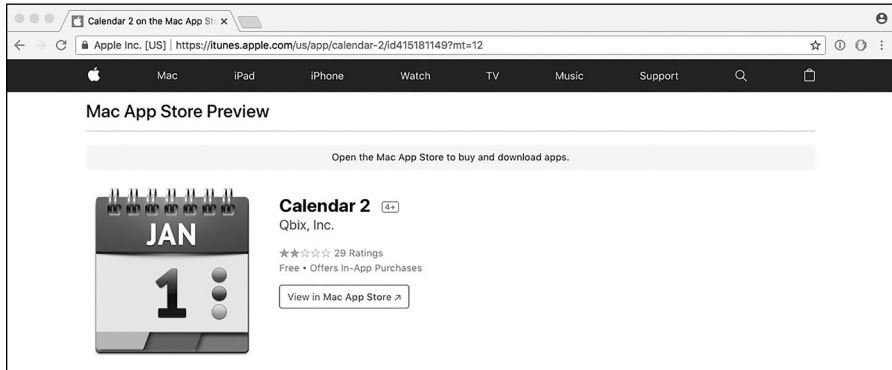 Calendar 2 on the Mac App Sto
Apple Inc. [US] | https://itunes.apple.com/us/app/calendar-2/id415181149?mt=12
Mac iPad iPhone Watch TV Music Support
Mac App Store Preview
Open the Mac App Store to buy and download apps.
Calendar 2 4+
Qbix, Inc.
29 Ratings
Free • Offers In-App Purchases
View in Mac App Store ↗
JAN
1